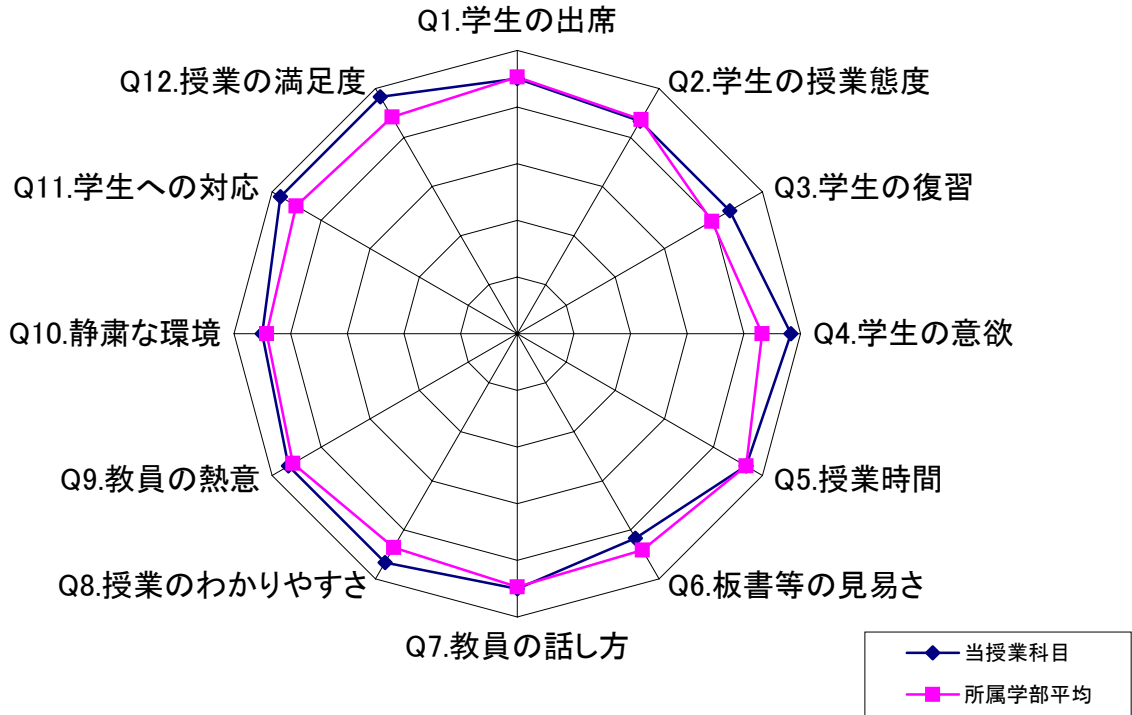 Q1.学生の出席
Q2.学生の授業態度
Q3.学生の復習
Q4.学生の意欲
Q5.授業時間
Q6.板書等の見易さ
Q7.教員の話し方
Q8.授業のわかりやすさ
Q9.教員の熱意
Q10.静粛な環境
Q11.学生への対応
Q12.授業の満足度
当授業科目
所属学部平均